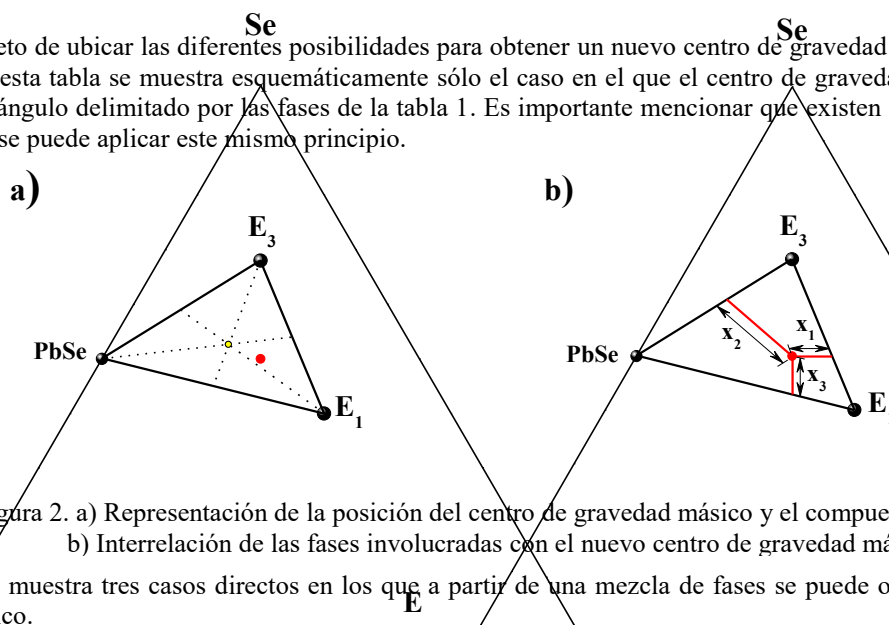 Se
Se
eto de ubicar las diferentes posibilidades para obtener un nuevo centro de gravedad
esta tabla se muestra esquemáticamente sólo el caso en el que el centro de graveda
ángulo delimitado por las fases de la tabla 1. Es importante mencionar que existen
se puede aplicar este mismo principio.
a)
b)
E3
E3
PbSe
E1
x2
x1
x3
PbSe
E
gura 2. a) Representación de la posición del centro de gravedad másico y el compue
b) Interrelación de las fases involucradas con el nuevo centro de gravedad má
muestra tres casos directos en los que a partir de una mezcla de fases se puede o
E
ico.